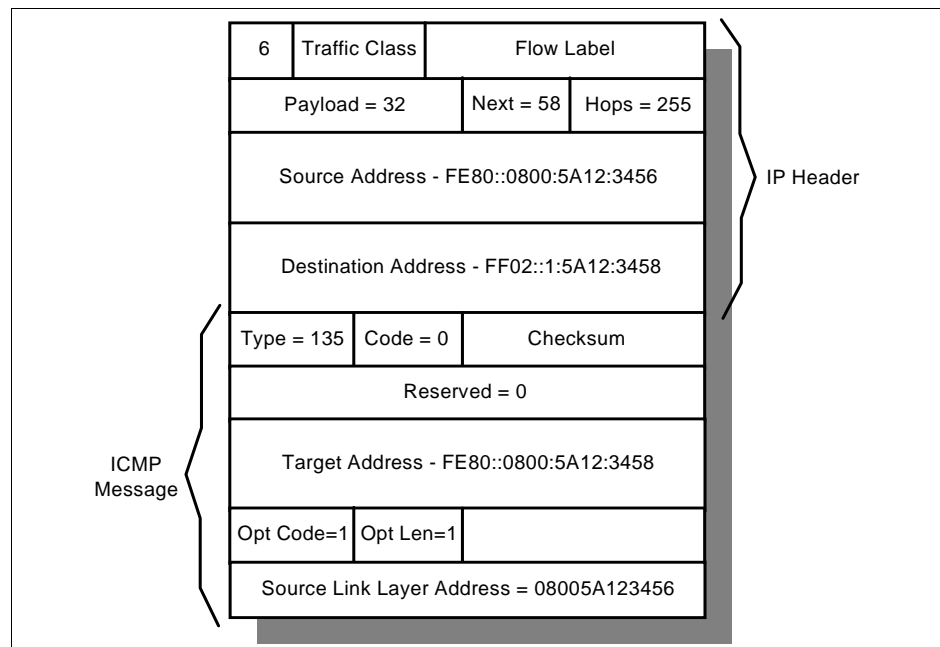 6 Traffic Class Flow Label
Payload = 32 Next = 58 Hops = 255
Source Address - FE80::0800:5A12:3456
IP Header
Destination Address - FF02::1:5A12:3458
Type = 135 Code = 0 Checksum
Reserved = 0
Target Address - FE80::0800:5A12:3458
ICMP
Message
Opt Code=1 Opt Len=1
Source Link Layer Address = 08005A123456